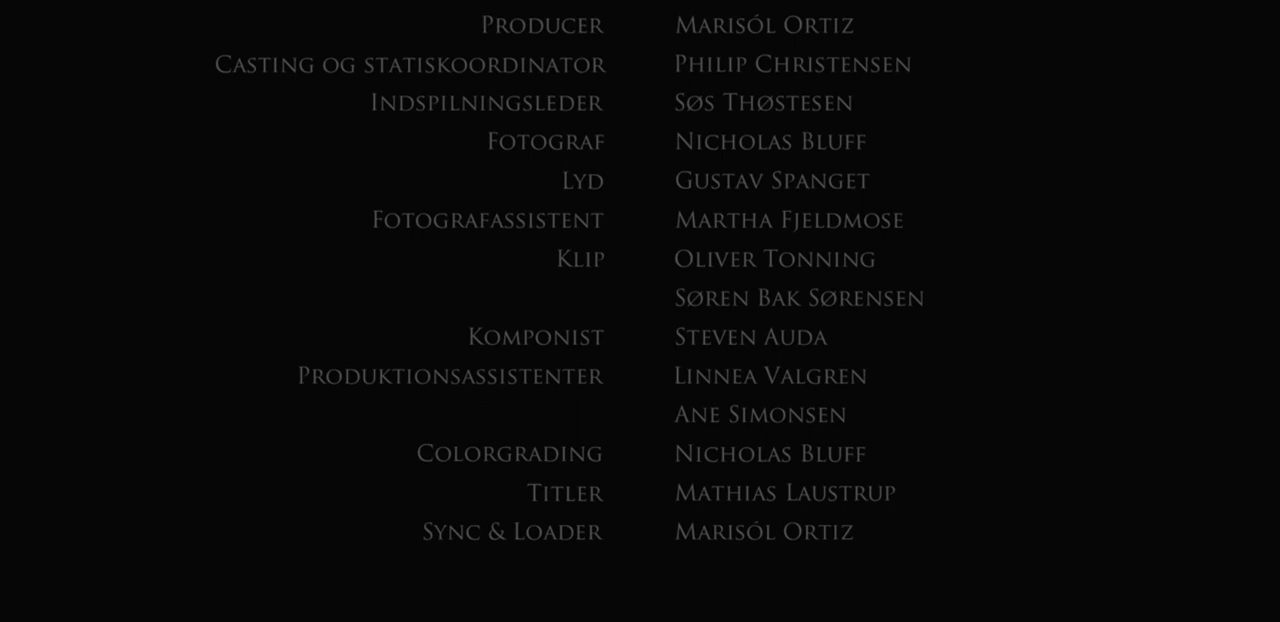 Producer Marisól Ortiz
Casting og statiskoordinator Philip Christensen
Indspilningsleder Søs Thøstesen
Fotograf Nicholas Bluff
Lyd Gustav Spanget
Fotografassistent Martha Fjeldmose
Klip Oliver Tonning
Søren Bak Sørensen
Komponist Steven Auda
Produktionsassistenter Linnea Valgren
Ane Simonsen
Colorgrading Nicholas Bluff
Titler Mathias Laustrup
Sync & Loader Marisól Ortiz